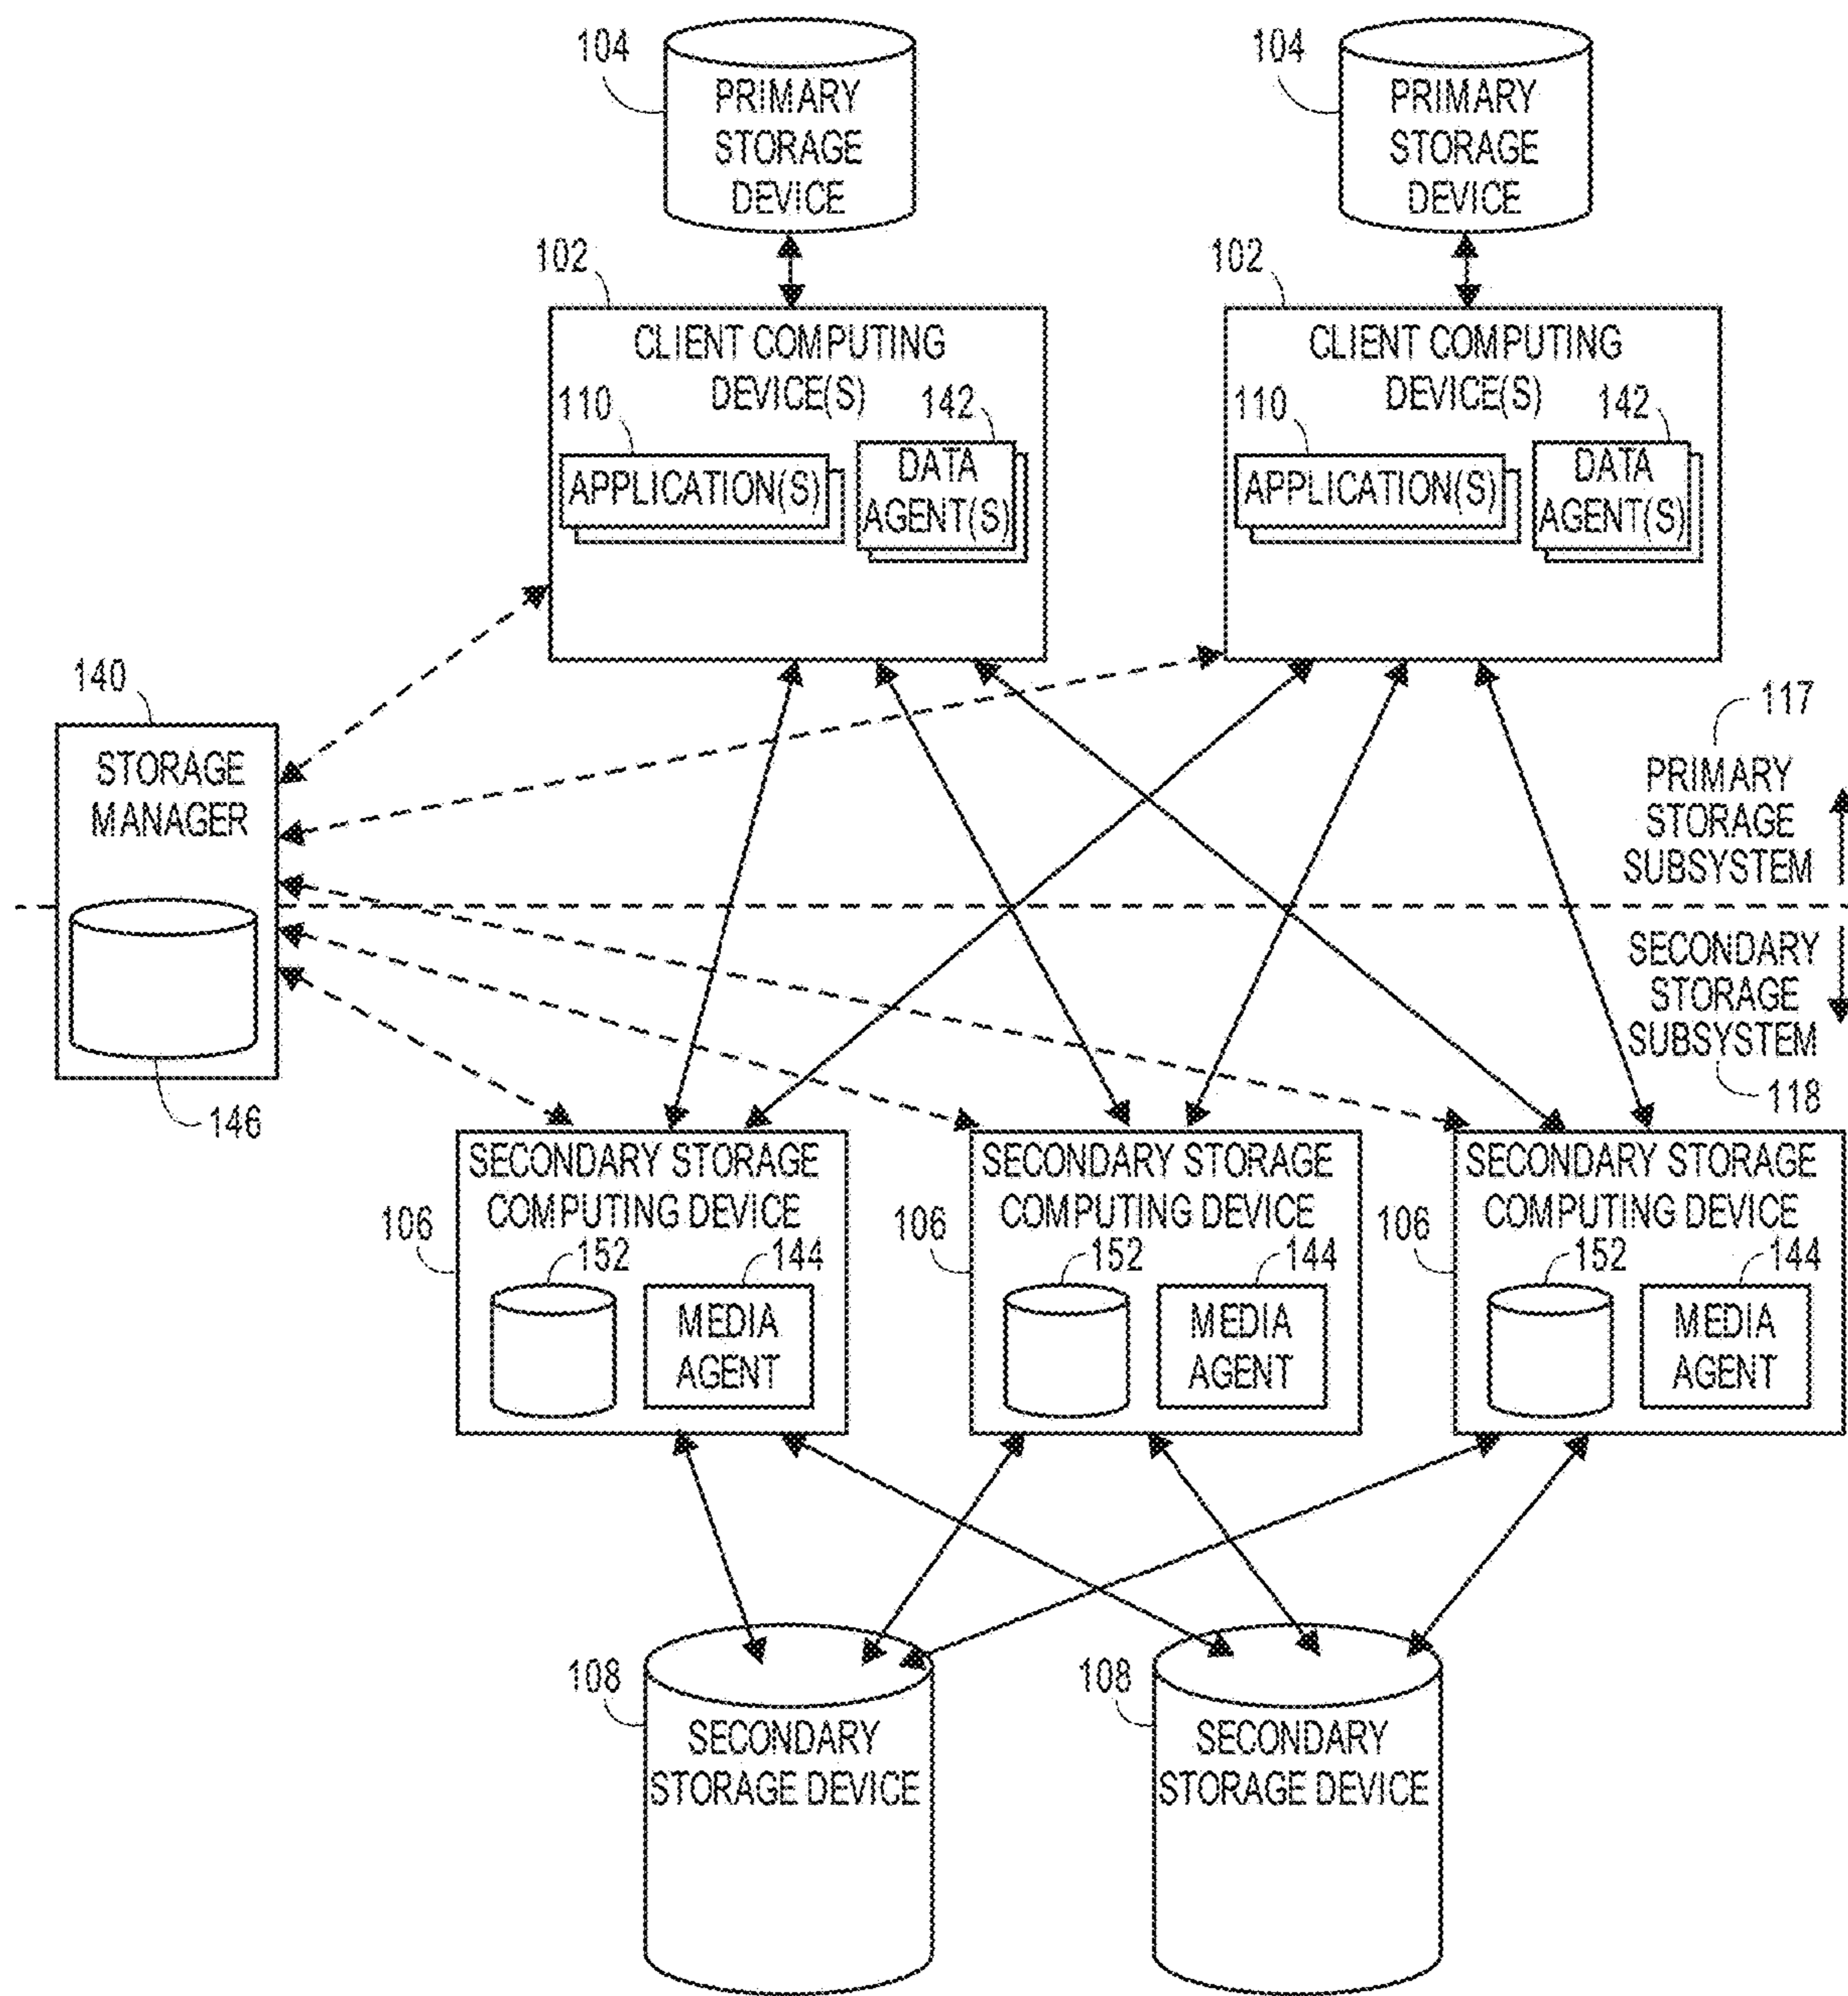 104
PRIMARY
STORAGE
DEVICE
104
PRIMARY
STORAGE
DEVICE
102
CLIENT COMPUTING
DEVICE(S)
110
142
APPLICATION(S)
DATA
AGENT(S)
102
CLIENT COMPUTING
DEVICE(S)
110
142
APPLICATION(S)
DATA
AGENT(S)
140
STORAGE
MANAGER
146
117
PRIMARY
STORAGE
SUBSYSTEM
SECONDARY
STORAGE
SUBSYSTEM
118
SECONDARY STORAGE
COMPUTING DEVICE
106
152
144
MEDIA
AGENT
SECONDARY STORAGE
COMPUTING DEVICE
106
152
144
MEDIA
AGENT
SECONDARY STORAGE
COMPUTING DEVICE
106
152
144
MEDIA
AGENT
108
SECONDARY
STORAGE DEVICE
108
SECONDARY
STORAGE DEVICE